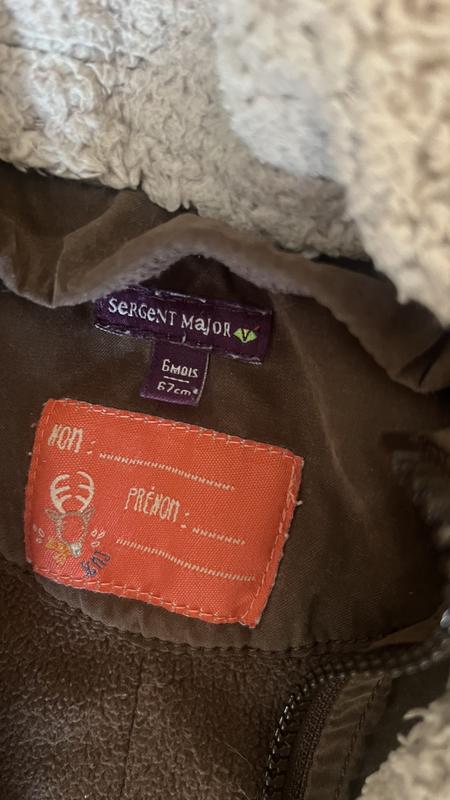 SERGENT MAJOR
6MOIS
67cm
NOM :
PRÉNOM :